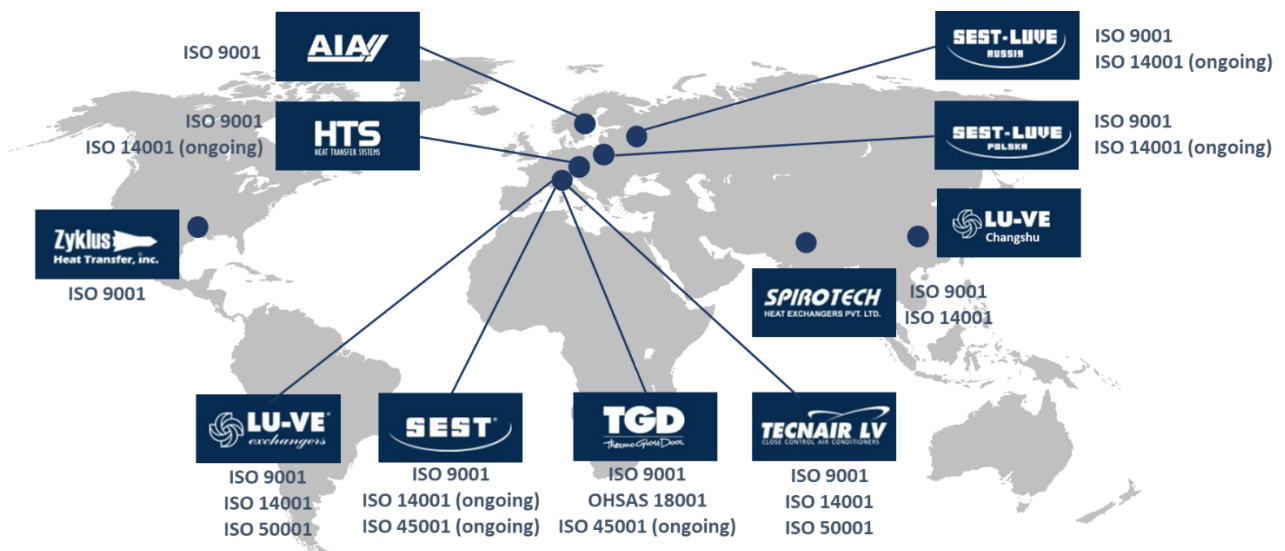 ISO 9001
AIA
SEST-LUVE
RUSSIA
ISO 9001
ISO 14001 (ongoing)
ISO 9001
ISO 14001 (ongoing)
HTS
HEAT TRANSFER SYSTEMS
SEST-LUVE
POLSKA
ISO 9001
ISO 14001 (ongoing)
Zyklus
Heat Transfer, inc.
ISO 9001
LU-VE
Changshu
SPIROTECH
HEAT EXCHANGERS PVT. LTD.
ISO 9001
ISO 14001
LU-VE®
exchangers
ISO 9001
ISO 14001
ISO 50001
SEST®
ISO 9001
ISO 14001 (ongoing)
ISO 45001 (ongoing)
TGD
ThermoGlassDoor
ISO 9001
OHSAS 18001
ISO 45001 (ongoing)
TECNAIR LV
CLOSE CONTROL AIR CONDITIONERS
ISO 9001
ISO 14001
ISO 50001